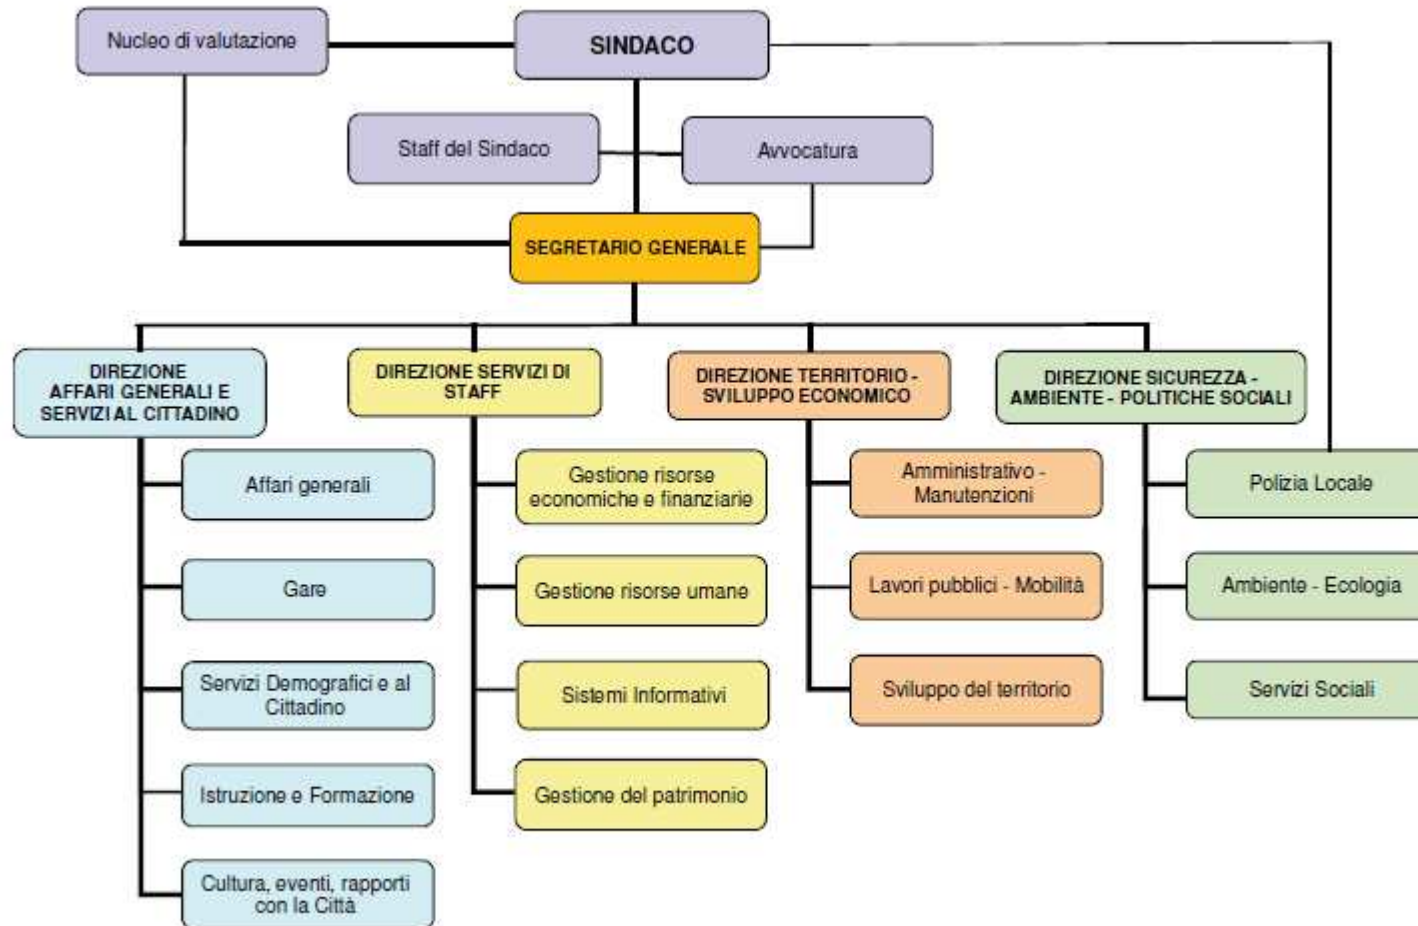 Nucleo di valutazione
SINDACO
Staff del Sindaco
Avvocatura
SEGRETARIO GENERALE
DIREZIONE
AFFARI GENERALI E
SERVIZI AL CITTADINO
DIREZIONE SERVIZI DI
STAFF
DIREZIONE TERRITORIO -
SVILUPPO ECONOMICO
DIREZIONE SICUREZZA -
AMBIENTE - POLITICHE SOCIALI
Affari generali
Gare
Servizi Demografici e al
Cittadino
Istruzione e Formazione
Cultura, eventi, rapporti
con la Città
Gestione risorse
economiche e finanziarie
Gestione risorse umane
Sistemi Informativi
Gestione del patrimonio
Amministrativo -
Manutenzioni
Lavori pubblici - Mobilità
Sviluppo del territorio
Polizia Locale
Ambiente - Ecologia
Servizi Sociali